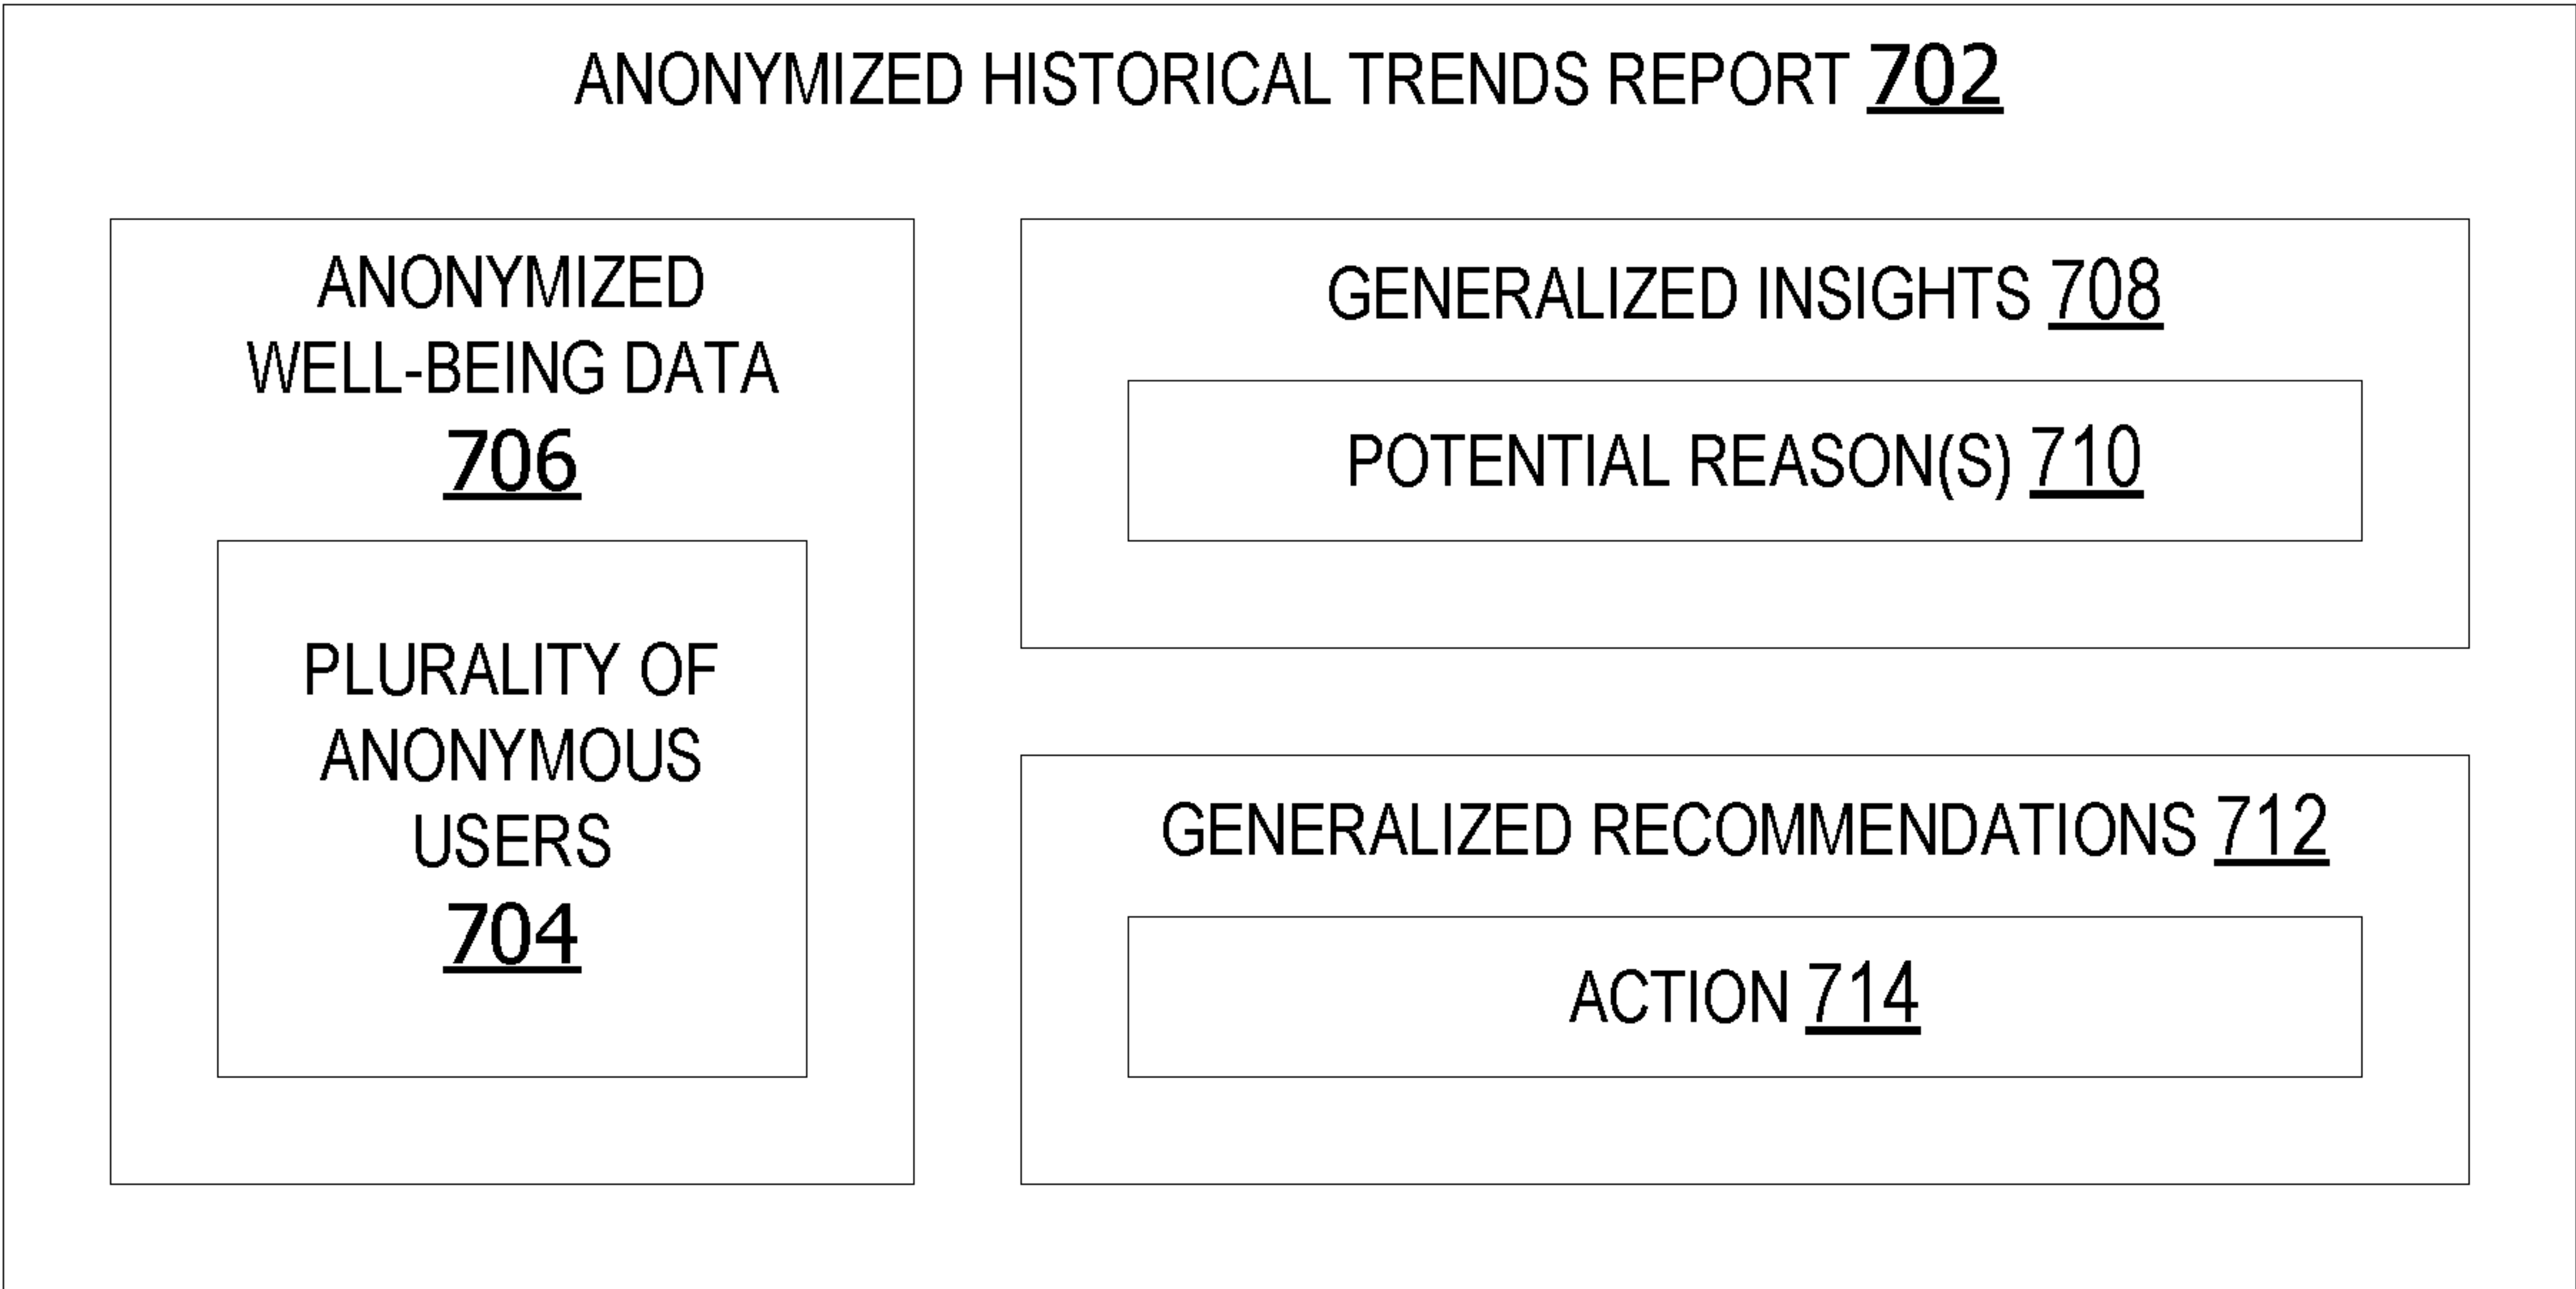 ANONYMIZED HISTORICAL TRENDS REPORT 702
ANONYMIZED
WELL-BEING DATA
706
PLURALITY OF
ANONYMOUS
USERS
704
GENERALIZED INSIGHTS 708
POTENTIAL REASON(S) 710
GENERALIZED RECOMMENDATIONS 712
ACTION 714